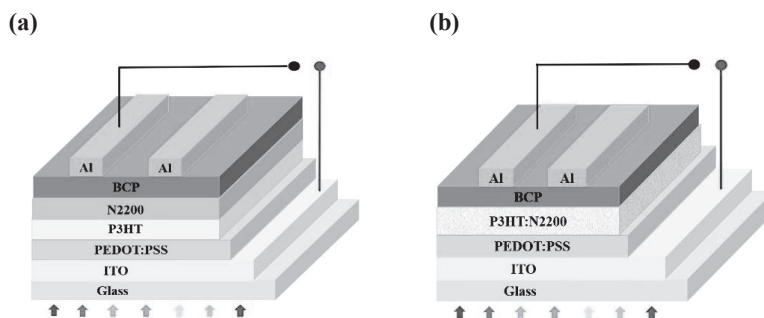 (a)
(b)
Al
Al
BCP
N2200
P3HT
PEDOT:PSS
ITO
Glass
Al
Al
BCP
P3HT:N2200
PEDOT:PSS
ITO
Glass